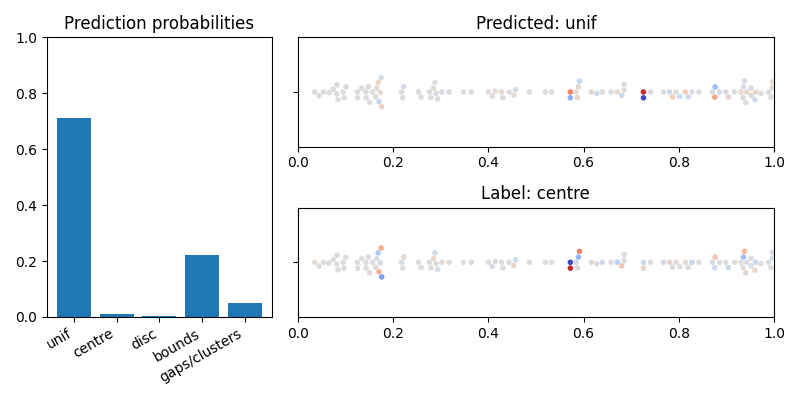 Prediction probabilities
1.0
0.8
0.6
0.4
0.2
0.0
unif
centre
disc
bounds
gaps/clusters
Predicted: unif
0.0 0.2 0.4 0.6 0.8 1.0
Label: centre
0.0 0.2 0.4 0.6 0.8 1.0